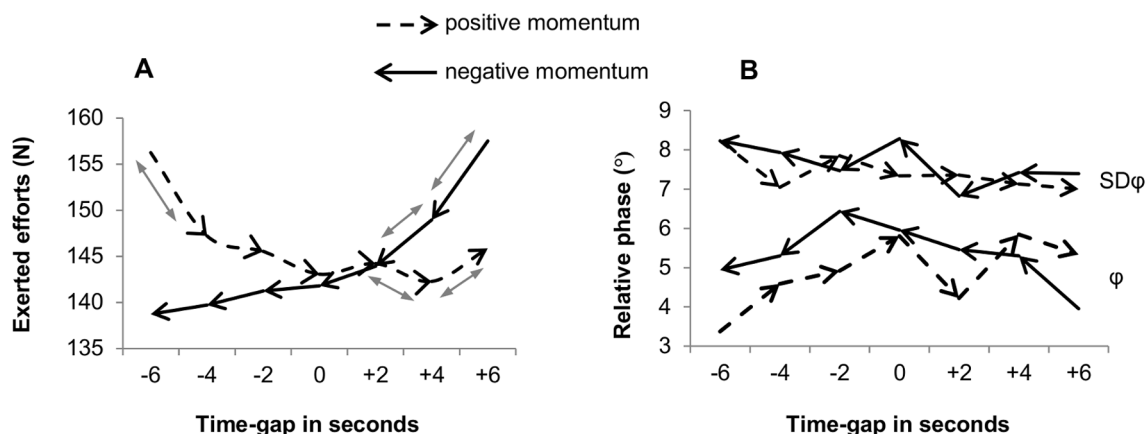 positive momentum
negative momentum
A
Exerted efforts (N)
160
155
150
145
140
135
-6 -4 -2 0 +2 +4 +6
Time-gap in seconds
B
Relative phase (°)
9
8
7
6
5
4
3
SDφ
φ
-6 -4 -2 0 +2 +4 +6
Time-gap in seconds